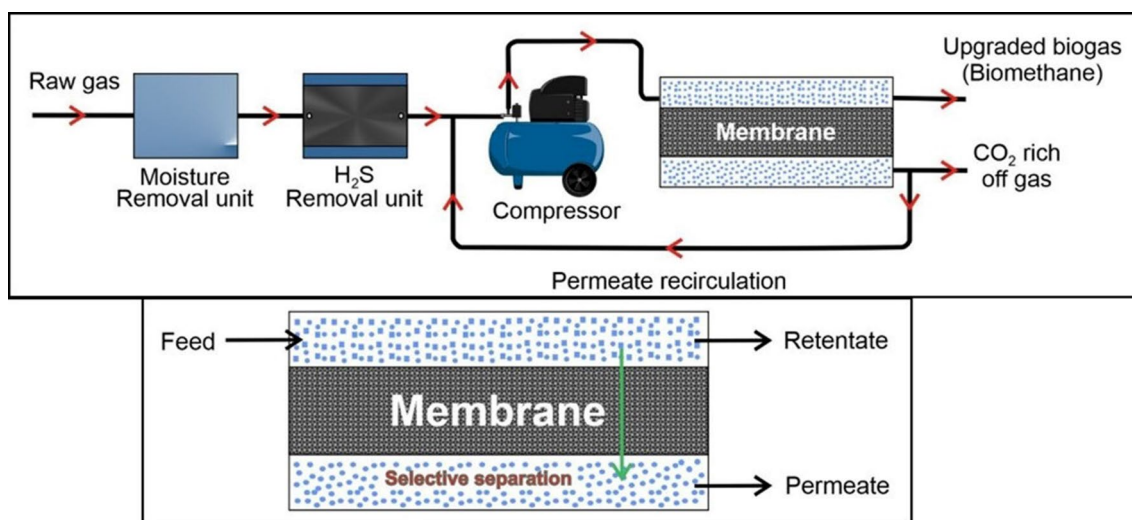 Raw gas
Moisture
Removal unit
H₂S
Removal unit
Compressor
Membrane
Upgraded biogas
(Biomethane)
CO₂ rich
off gas
Permeate recirculation
Feed
Membrane
Selective separation
Retentate
Permeate